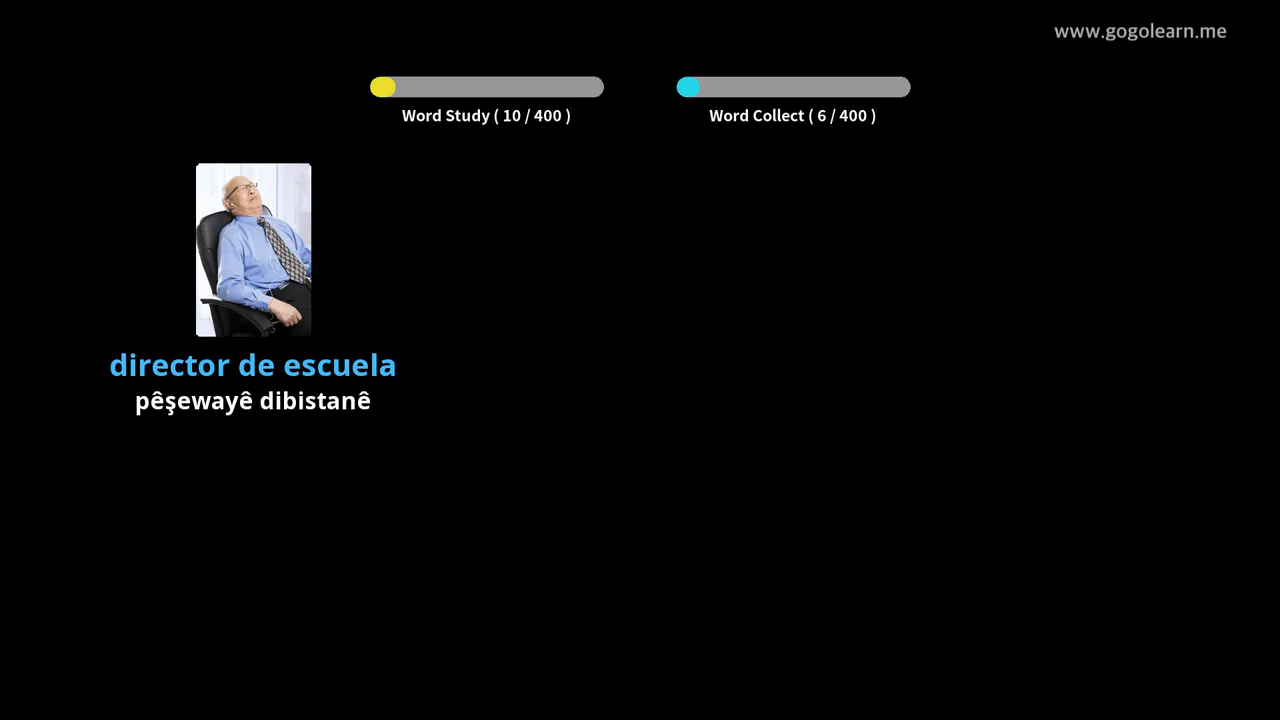 www.gogolearn.me
Word Study ( 10 / 400 )
Word Collect ( 6 / 400 )
director de escuela
pêşewayê dibistanê